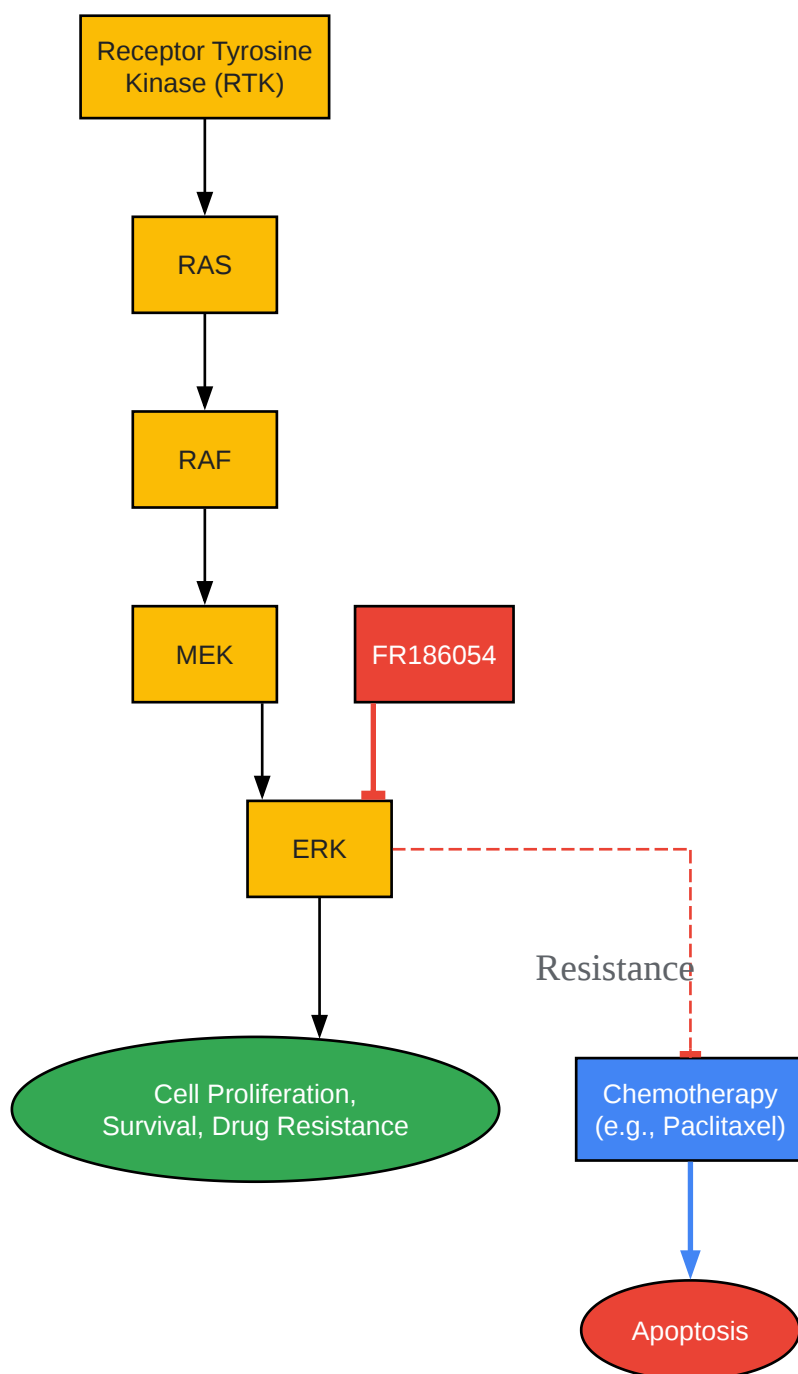 Receptor Tyrosine
Kinase (RTK)
RAS
RAF
MEK
FR186054
ERK
Resistance
Cell Proliferation,
Survival, Drug Resistance
Chemotherapy
(e.g., Paclitaxel)
Apoptosis